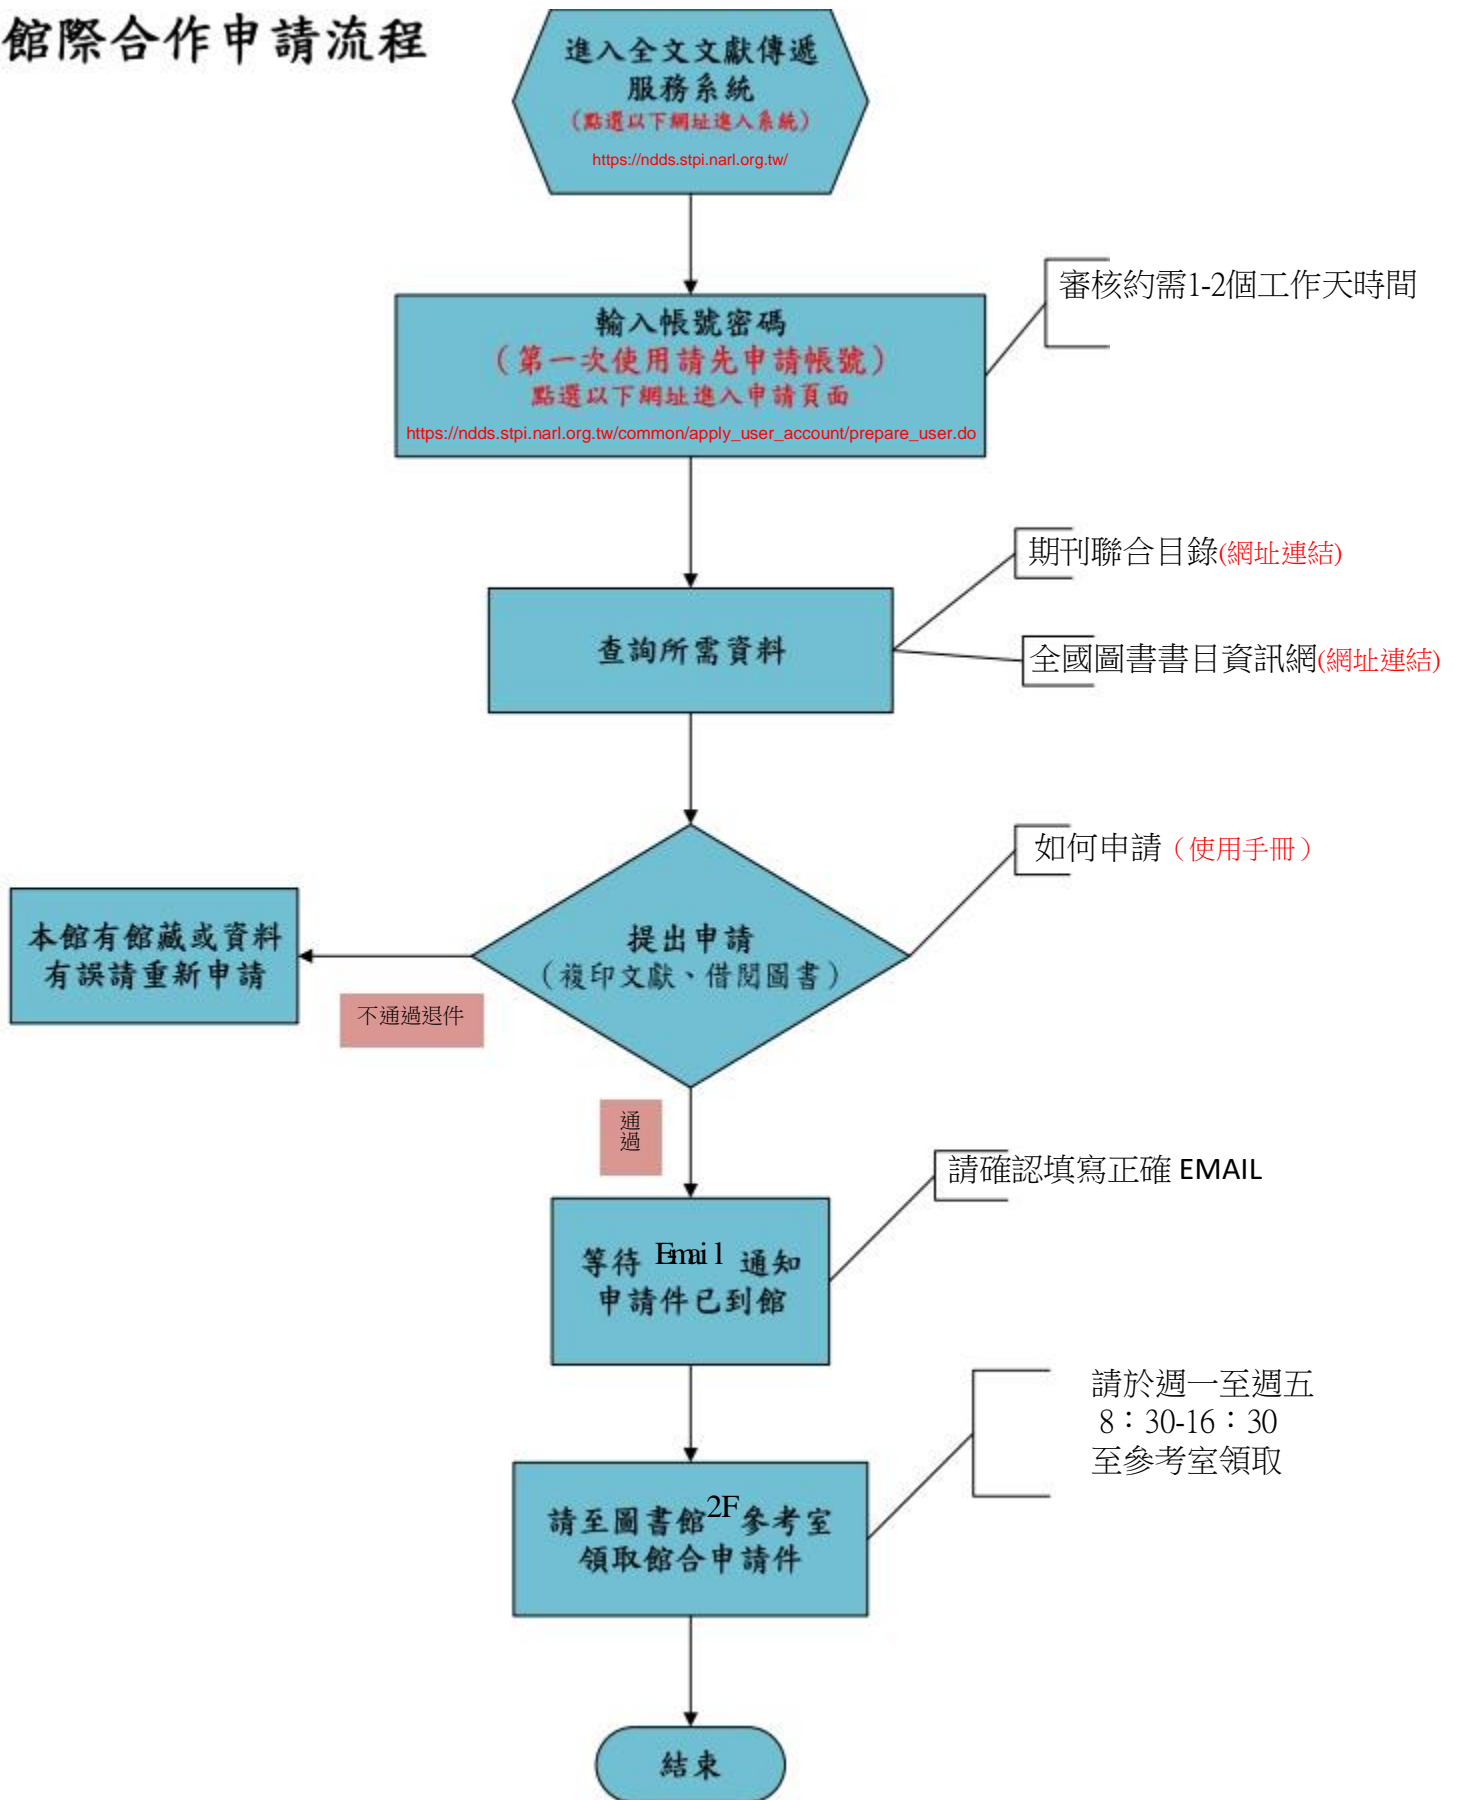 館際合作申請流程
進入全文文獻傳遞
服務系統
(點選以下網址進入系統)
https://ndds.stpi.narl.org.tw/
審核約需1-2個工作天時間
輸入帳號密碼
(第一次使用請先申請帳號)
點選以下網址進入申請頁面
https://ndds.stpi.narl.org.tw/common/apply_user_account/prepare_user.do
期刊聯合目錄(網址連結)
查詢所需資料
全國圖書書目資訊網(網址連結)
如何申請（使用手冊）
本館有館藏或資料
有誤請重新申請
提出申請
(複印文獻、借閱圖書)
不通過退件
通
過
請確認填寫正確 EMAIL
等待 Email 通知
申請件已到館
請於週一至週五
8：30-16：30
至參考室領取
請至圖書館2F參考室
領取館合申請件
結束